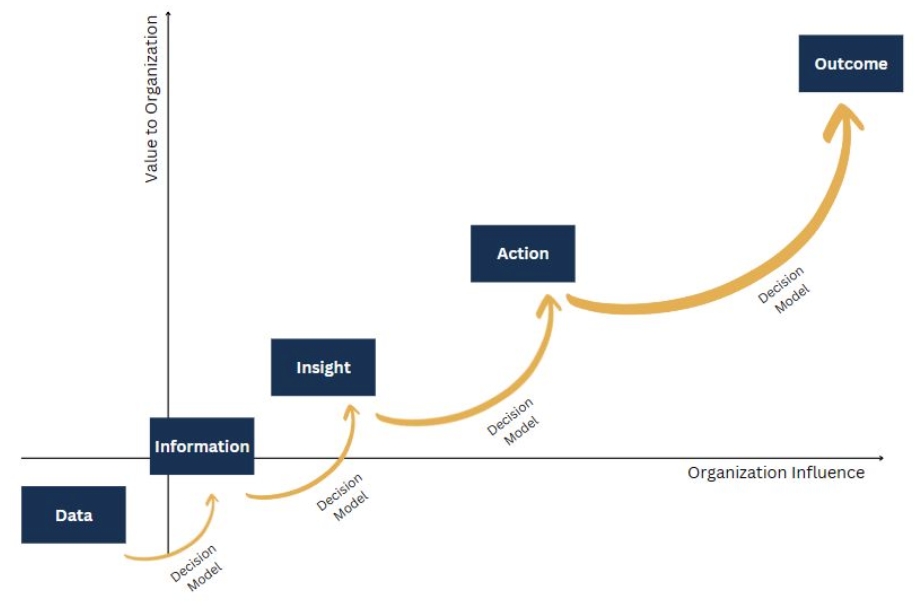 Value to Organization
Outcome
Decision
Model
Action
Decision
Model
Insight
Decision
Model
Information
Organization Influence
Data
Decision
Model